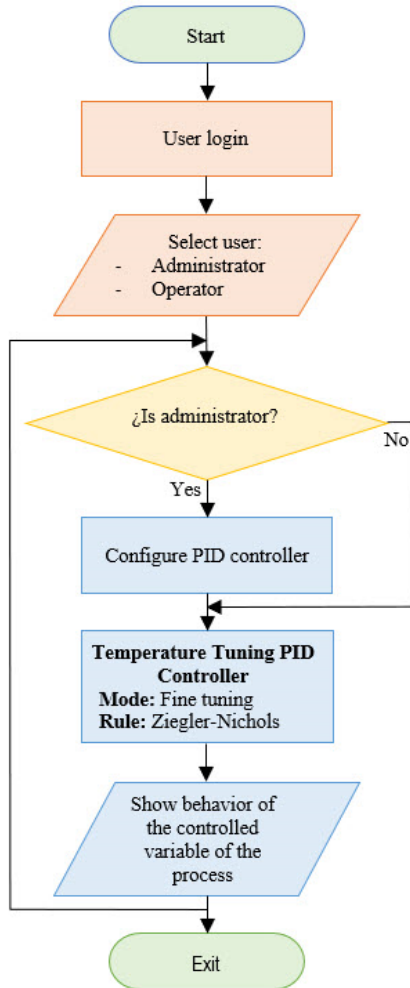 Start
User login
Select user:
- Administrator
- Operator
¿Is administrator?
No
Yes
Configure PID controller
Temperature Tuning PID
Controller
Mode: Fine tuning
Rule: Ziegler-Nichols
Show behavior of
the controlled
variable of the
process
Exit